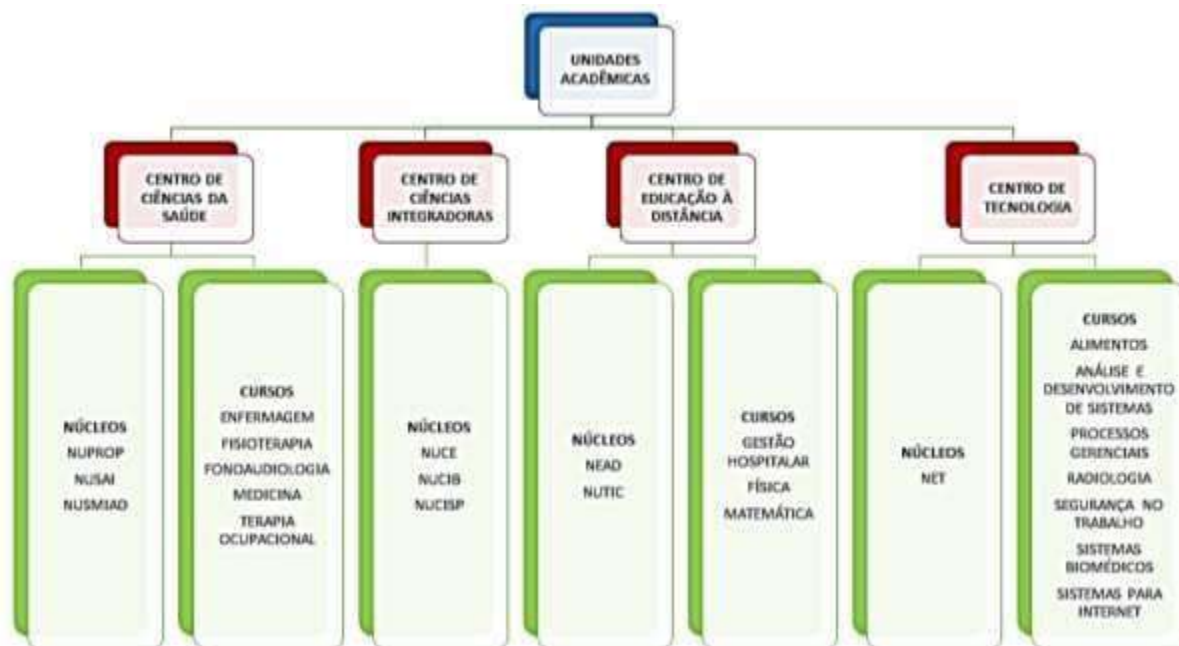 UNIDADES
ACADÊMICAS
CENTRO DE
CIÊNCIAS DA
SAÚDE
CENTRO DE
CIÊNCIAS
INTEGRADORAS
CENTRO DE
EDUCAÇÃO À
DISTÂNCIA
CENTRO DE
TECNOLOGIA
NÚCLEOS
NUPROP
NUSAI
NUSMIAD
CURSOS
ENFERMAGEM
FISIOTERAPIA
FONOAUDIOLOGIA
MEDICINA
TERAPIA
OCUPACIONAL
NÚCLEOS
NUCE
NUCIB
NUCISP
NÚCLEOS
NEAD
NUTIC
CURSOS
GESTÃO
HOSPITALAR
FÍSICA
MATEMÁTICA
NÚCLEOS
NET
CURSOS
ALIMENTOS
ANÁLISE E
DESENVOLVIMENTO
DE SISTEMAS
PROCESSOS
GERENCIAIS
RADIOLOGIA
SEGURANÇA NO
TRABALHO
SISTEMAS
BIOMÉDICOS
SISTEMAS PARA
INTERNET